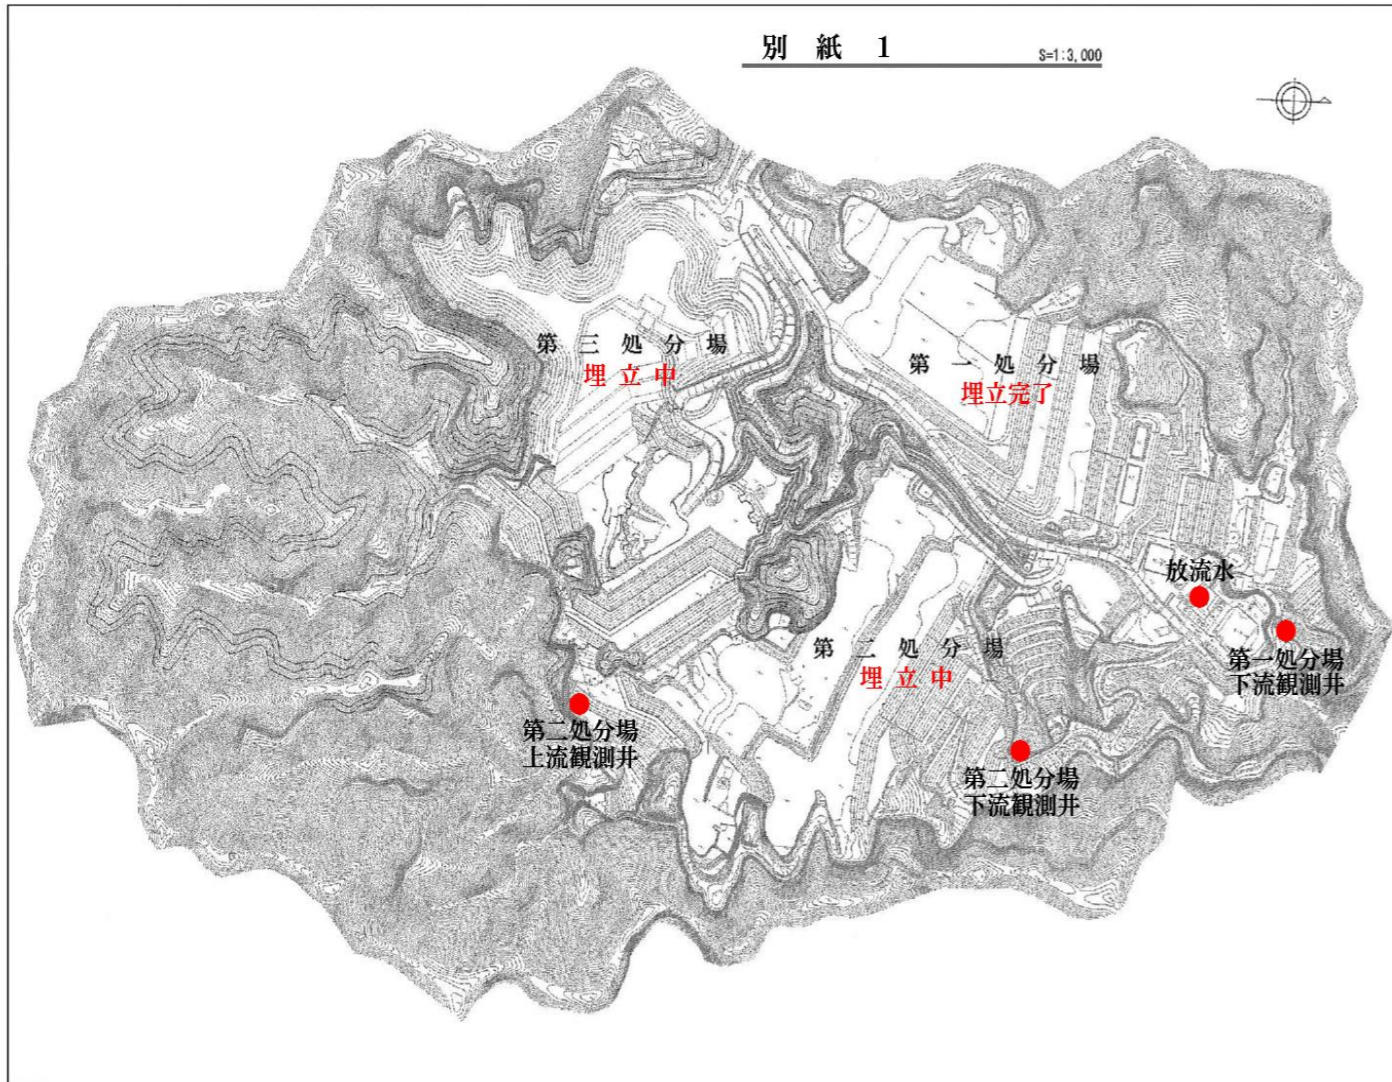 別 紙 1
S=1:3,000
第 三 処 分 場
埋 立 中
第 一 処 分 場
埋立完了
放流水
第一処分場
下流観測井
第 二 処 分 場
埋 立 中
第二処分場
上流観測井
第二処分場
下流観測井